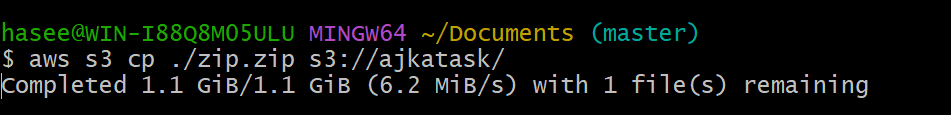 hasee@WIN-I88Q8MO5ULU MINGW64 ~/Documents (master)
$ aws s3 cp ./zip.zip s3://ajkatask/
Completed 1.1 GiB/1.1 GiB (6.2 MiB/s) with 1 file(s) remaining